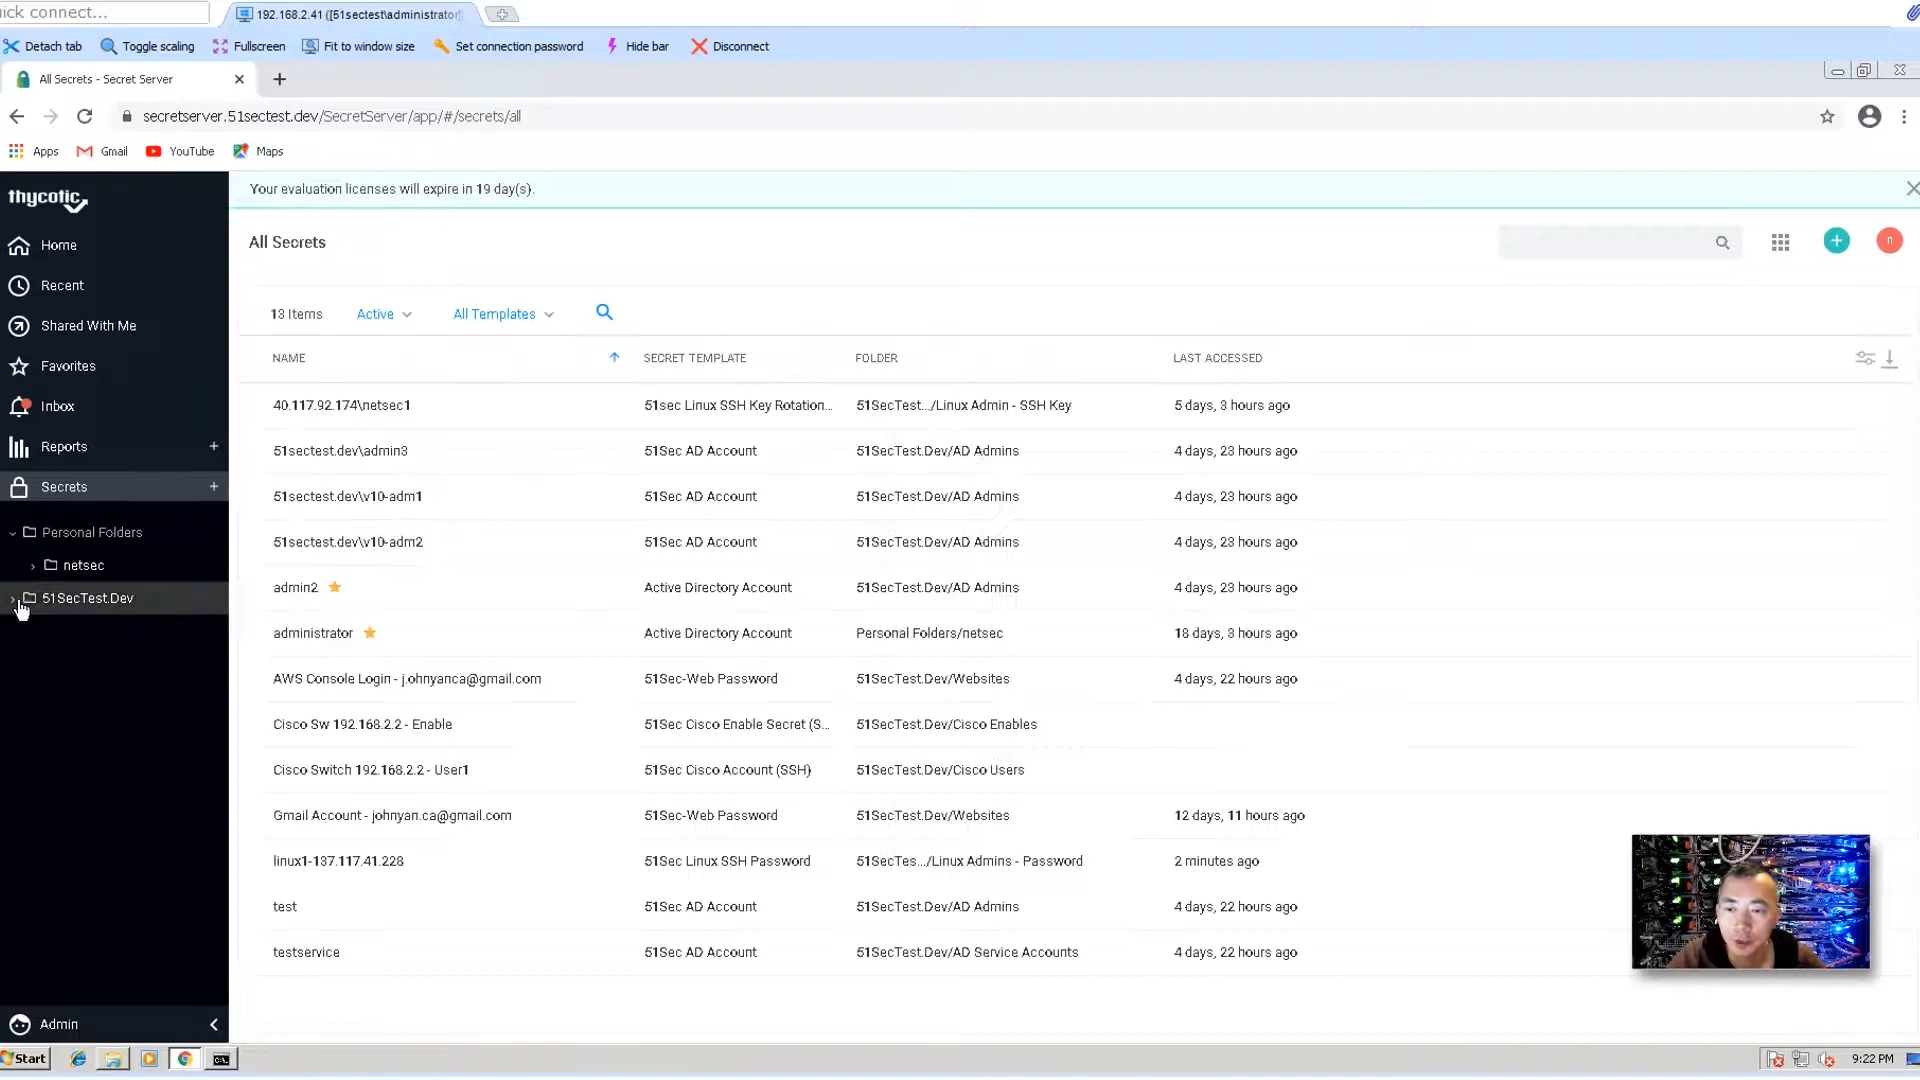 ick connect...
192.168.2.41 ([51sectest\administrator]
Detach tab Toggle scaling Fullscreen Fit to window size Set connection password Hide bar Disconnect
All Secrets - Secret Server
secretserver.51sectest.dev/SecretServer/app/#/secrets/all
Apps Gmail YouTube Maps
thycotic
Your evaluation licenses will expire in 19 day(s).
Home
All Secrets
Recent
Shared With Me
Favorites
Inbox
Reports
Secrets
Personal Folders
netsec
51SecTest.Dev
Admin
13 Items Active All Templates
NAME SECRET TEMPLATE FOLDER LAST ACCESSED
40.117.92.174\netsec1 51sec Linux SSH Key Rotation... 51SecTest.../Linux Admin - SSH Key 5 days, 3 hours ago
51sectest.dev\admin3 51Sec AD Account 51SecTest.Dev/AD Admins 4 days, 23 hours ago
51sectest.dev\v10-adm1 51Sec AD Account 51SecTest.Dev/AD Admins 4 days, 23 hours ago
51sectest.dev\v10-adm2 51Sec AD Account 51SecTest.Dev/AD Admins 4 days, 23 hours ago
admin2 Active Directory Account 51SecTest.Dev/AD Admins 4 days, 23 hours ago
administrator Active Directory Account Personal Folders/netsec 18 days, 3 hours ago
AWS Console Login - j.ohnyanca@gmail.com 51Sec-Web Password 51SecTest.Dev/Websites 4 days, 22 hours ago
Cisco Sw 192.168.2.2 - Enable 51Sec Cisco Enable Secret (S... 51SecTest.Dev/Cisco Enables
Cisco Switch 192.168.2.2 - User1 51Sec Cisco Account (SSH) 51SecTest.Dev/Cisco Users
Gmail Account - johnyan.ca@gmail.com 51Sec-Web Password 51SecTest.Dev/Websites 12 days, 11 hours ago
linux1-137.117.41.228 51Sec Linux SSH Password 51SecTes.../Linux Admins - Password 2 minutes ago
test 51Sec AD Account 51SecTest.Dev/AD Admins 4 days, 22 hours ago
testservice 51Sec AD Account 51SecTest.Dev/AD Service Accounts 4 days, 22 hours ago
n
Start
9:22 PM